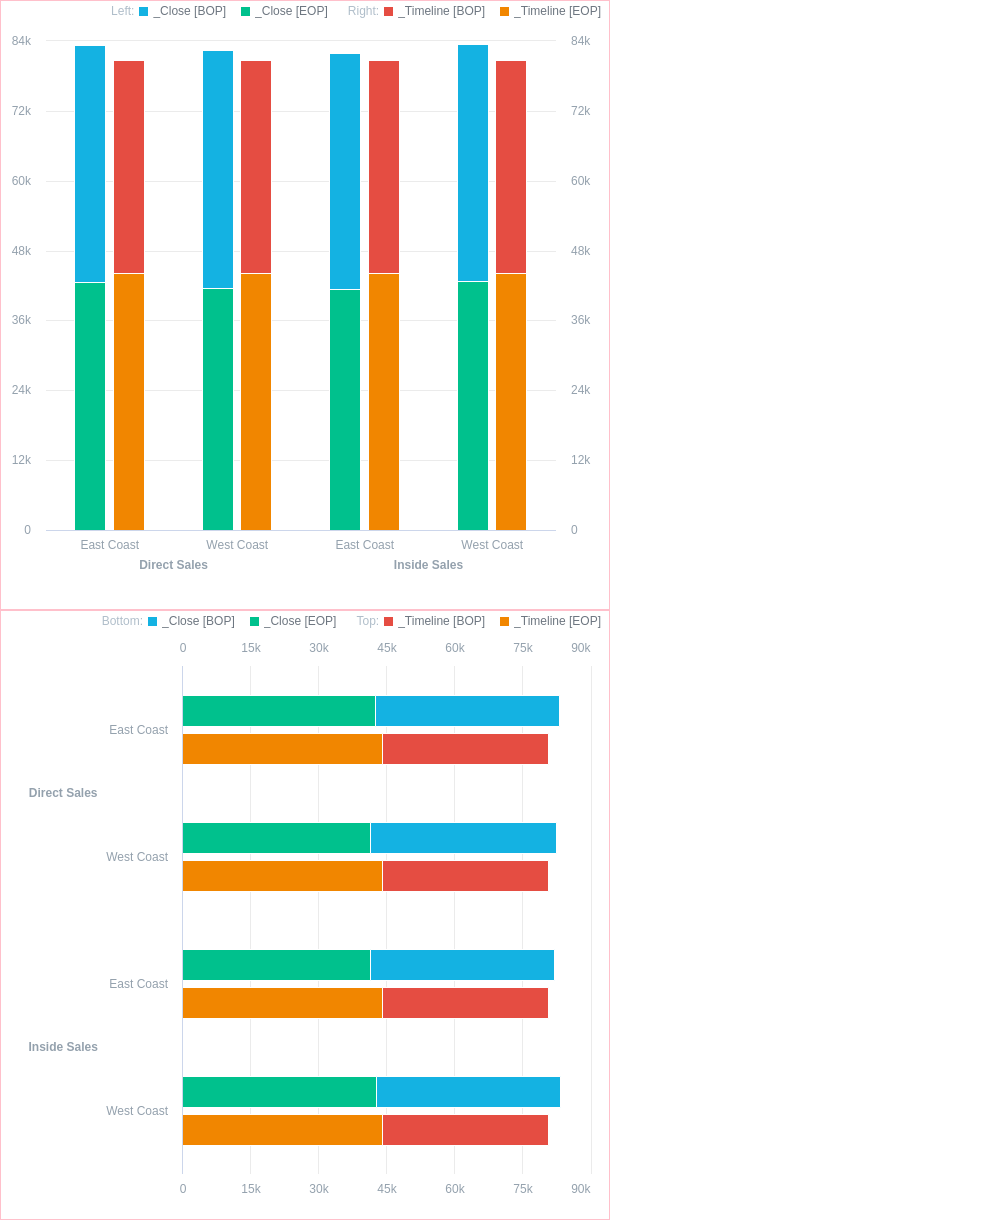 Left: _Close [BOP] _Close [EOP] Right: _Timeline [BOP] _Timeline [EOP]
84k 84k
72k 72k
60k 60k
48k 48k
36k 36k
24k 24k
12k 12k
0 0
East Coast West Coast East Coast West Coast
Direct Sales Inside Sales
Bottom: _Close [BOP] _Close [EOP] Top: _Timeline [BOP] _Timeline [EOP]
0 15k 30k 45k 60k 75k 90k
East Coast
Direct Sales
West Coast
East Coast
Inside Sales
West Coast
0 15k 30k 45k 60k 75k 90k